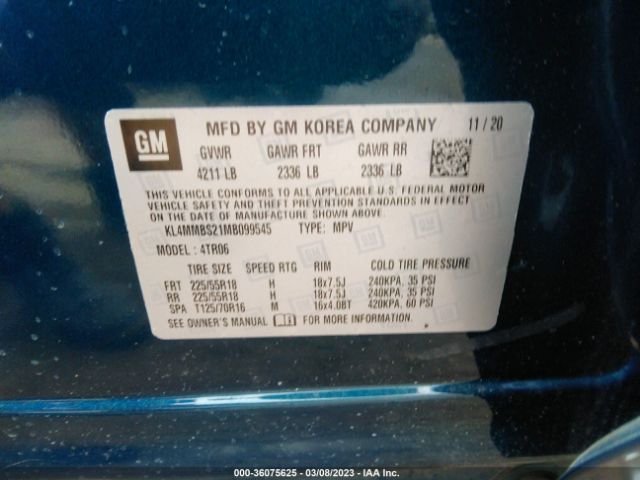 GM MFD BY GM KOREA COMPANY 11/20
GVWR GAWR FRT GAWR RR
4211 LB 2336 LB 2336 LB
THIS VEHICLE CONFORMS TO ALL APPLICABLE U.S. FEDERAL MOTOR
VEHICLE SAFETY AND THEFT PREVENTION STANDARDS IN EFFECT ON
THE DATE OF MANUFACTURE SHOWN ABOVE.
KL4MMBS21MB099545 TYPE: MPV
MODEL: 4TR06
TIRE SIZE SPEED RTG RIM COLD TIRE PRESSURE
FRT 225/55R18 H 18x7.5J 240KPA, 35 PSI
RR 225/55R18 H 18x7.5J 240KPA, 35 PSI
SPA T125/70R16 M 16x4.0BT 420KPA, 60 PSI
SEE OWNER'S MANUAL FOR MORE INFORMATION.
000-36075625 - 03/08/2023 - IAA Inc.